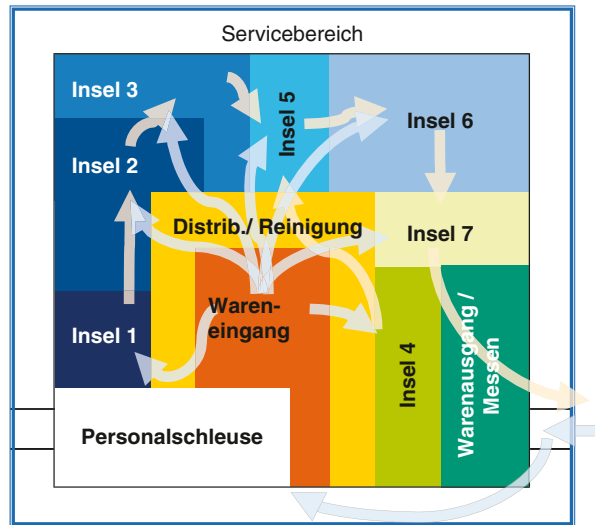 Servicebereich
Insel 3
Insel 5
Insel 6
Insel 2
Distrib./ Reinigung
Insel 7
Waren-
eingang
Insel 1
Insel 4
Warenausgang /
Messen
Personalschleuse